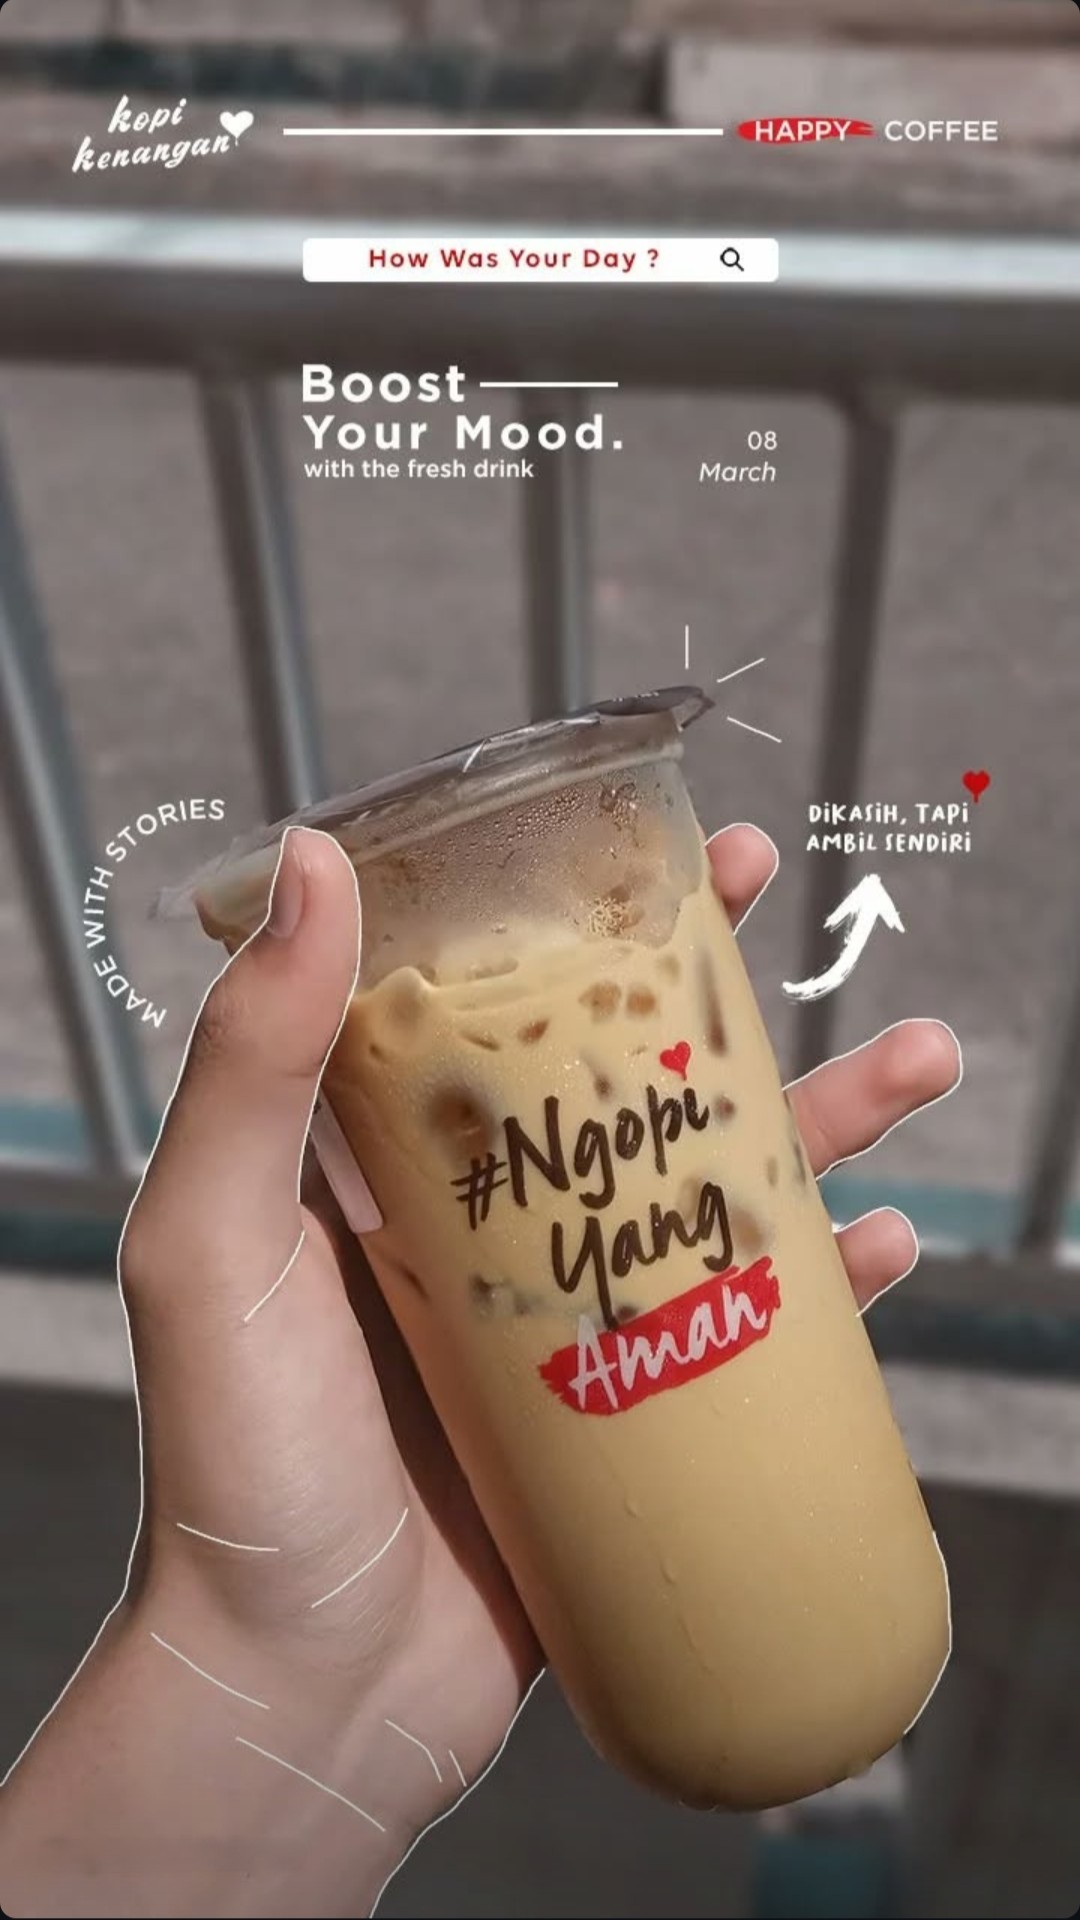 kopi
kenangan
HAPPY COFFEE
How Was Your Day ?
Boost
Your Mood.
with the fresh drink
08
March
MADE WITH STORIES
DiKASiH, TAPi
AMBiL SENDiRi
#Ngopi
Yang
Aman